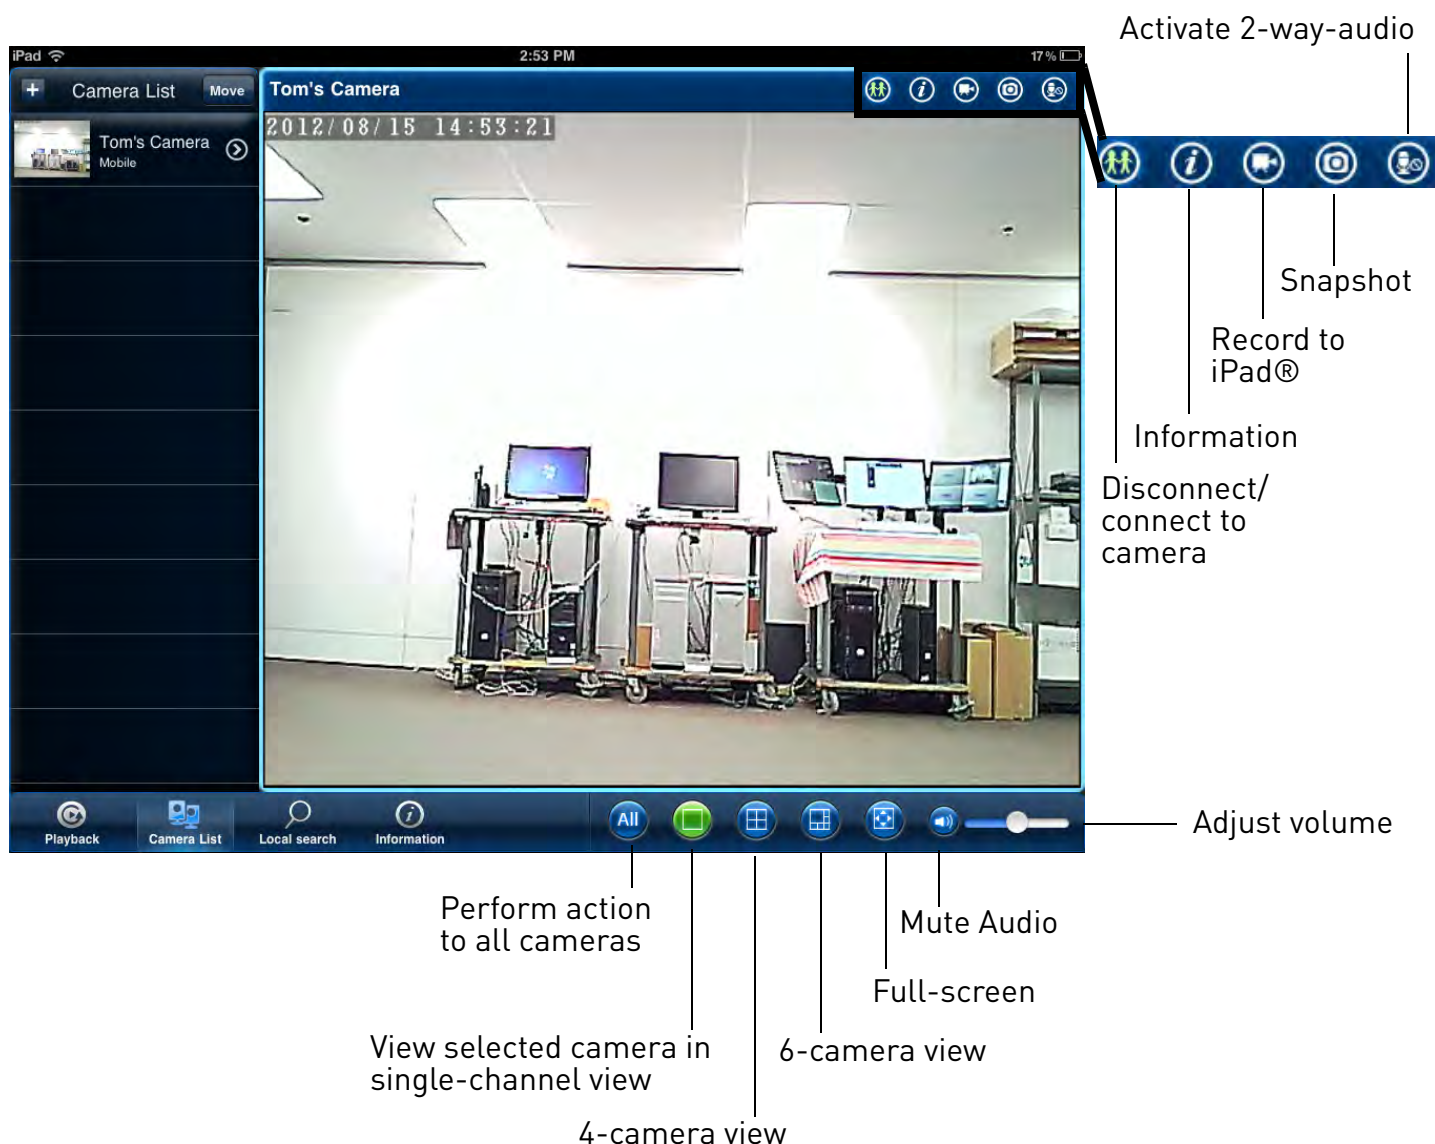 Activate 2-way-audio
iPad
2:53 PM
17%
+
Camera List
Move
Tom's Camera
Tom's Camera
Mobile
2012/08/15 14:53:21
Snapshot
Record to
iPad®
Information
Disconnect/
connect to
camera
Playback
Camera List
Local search
Information
All
Adjust volume
Perform action
to all cameras
Mute Audio
Full-screen
View selected camera in
single-channel view
6-camera view
4-camera view